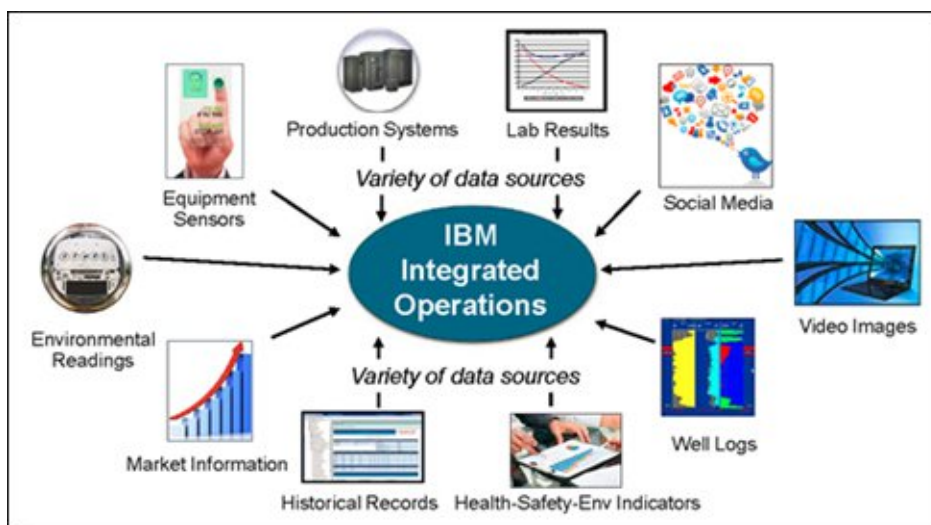 Production Systems
Lab Results
Variety of data sources
Equipment
Sensors
Social Media
IBM
Integrated
Operations
Environmental
Readings
Video Images
Variety of data sources
Market Information
Well Logs
Historical Records
Health-Safety-Env Indicators